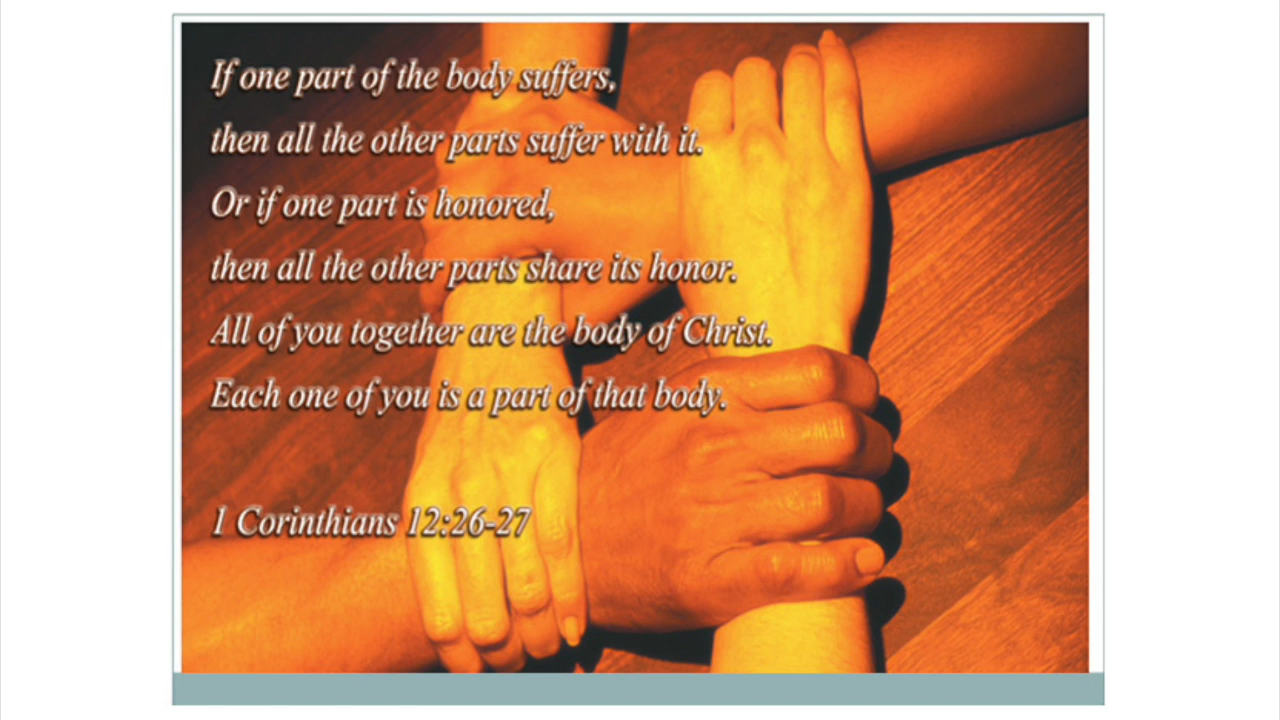 If one part of the body suffers,
then all the other parts suffer with it.
Or if one part is honored,
then all the other parts share its honor.
All of you together are the body of Christ.
Each one of you is a part of that body.
1 Corinthians 12:26-27